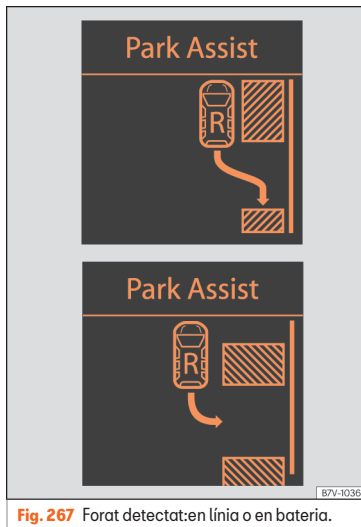 Park Assist
R
Park Assist
R
B7V-1036
Fig. 267 Forat detectat:en línia o en bateria.